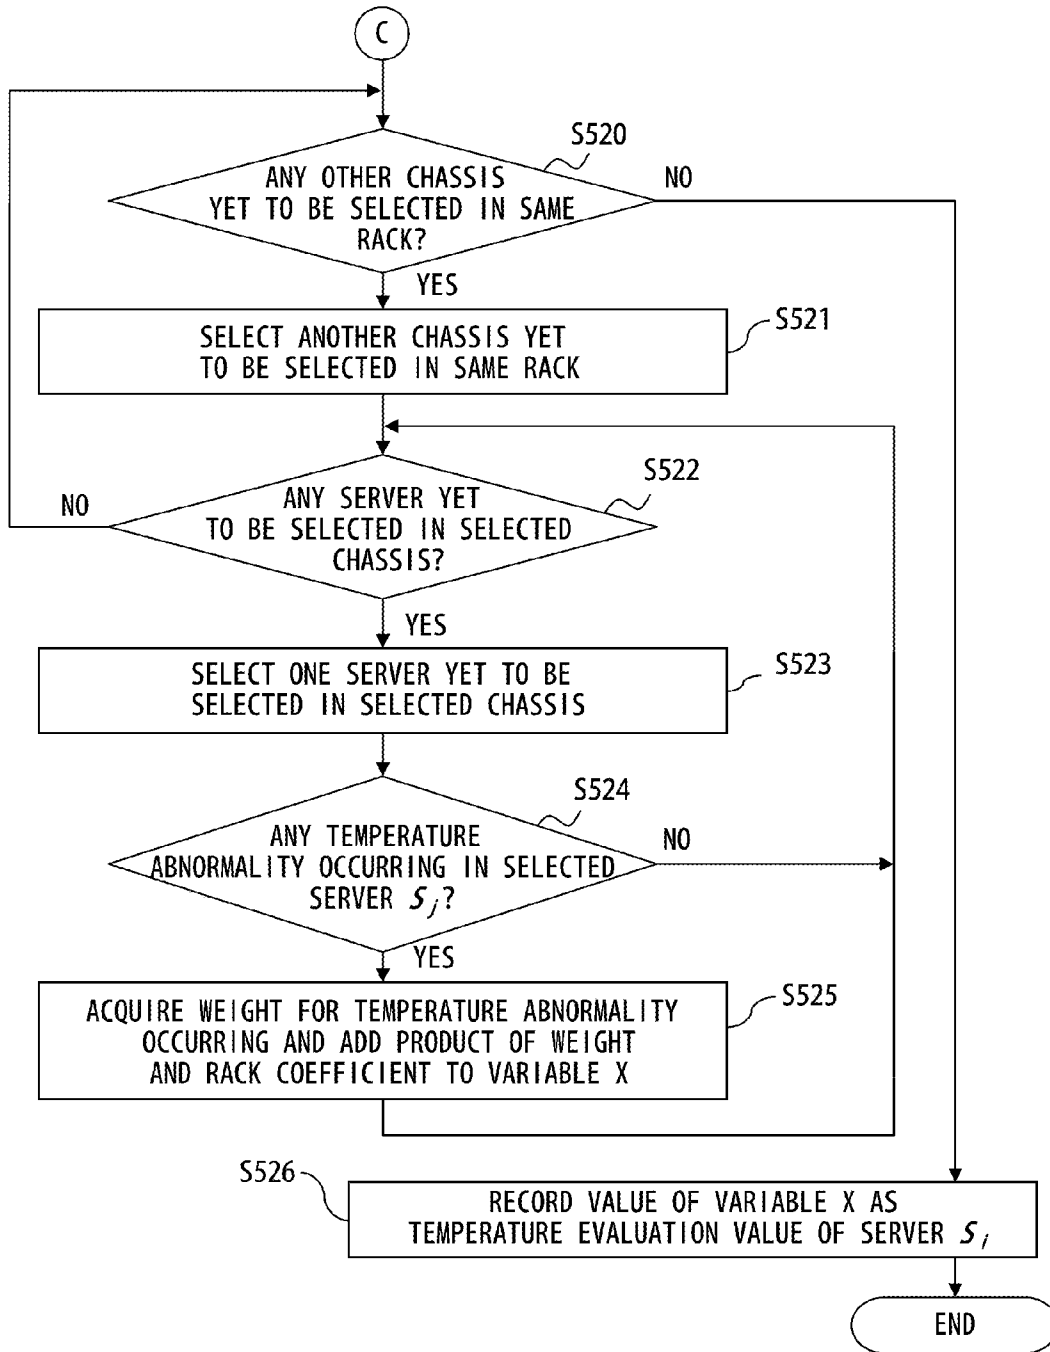 C
S520
ANY OTHER CHASSIS
YET TO BE SELECTED IN SAME
RACK?
NO
YES
S521
SELECT ANOTHER CHASSIS YET
TO BE SELECTED IN SAME RACK
S522
NO
ANY SERVER YET
TO BE SELECTED IN SELECTED
CHASSIS?
YES
S523
SELECT ONE SERVER YET TO BE
SELECTED IN SELECTED CHASSIS
S524
ANY TEMPERATURE
ABNORMALITY OCCURRING IN SELECTED
SERVER Sj?
NO
YES
S525
ACQUIRE WEIGHT FOR TEMPERATURE ABNORMALITY
OCCURRING AND ADD PRODUCT OF WEIGHT
AND RACK COEFFICIENT TO VARIABLE X
S526
RECORD VALUE OF VARIABLE X AS
TEMPERATURE EVALUATION VALUE OF SERVER Si
END